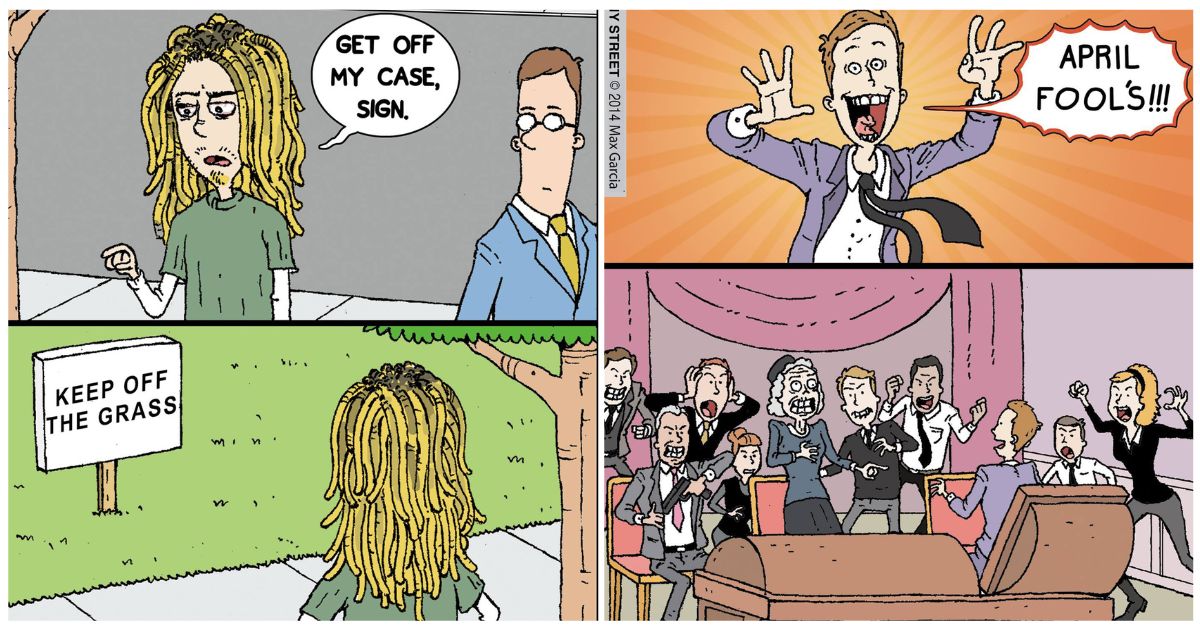 GET OFF
MY CASE,
SIGN.
KEEP OFF
THE GRASS
Y STREET © 2014 Max Garcia
APRIL
FOOL'S!!!